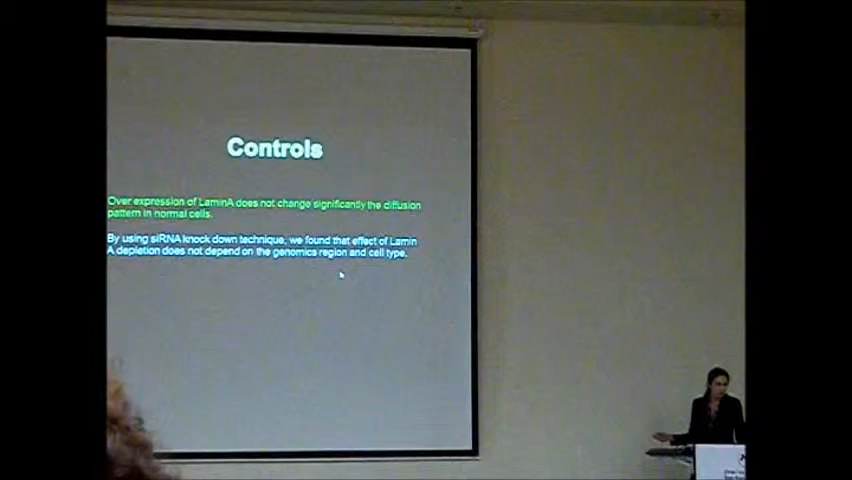 Controls
Over expression of LaminA does not change significantly the diffusion
pattern in normal cells.
By using siRNA knock down technique, we found that effect of Lamin
A depletion does not depend on the genomics region and cell type.